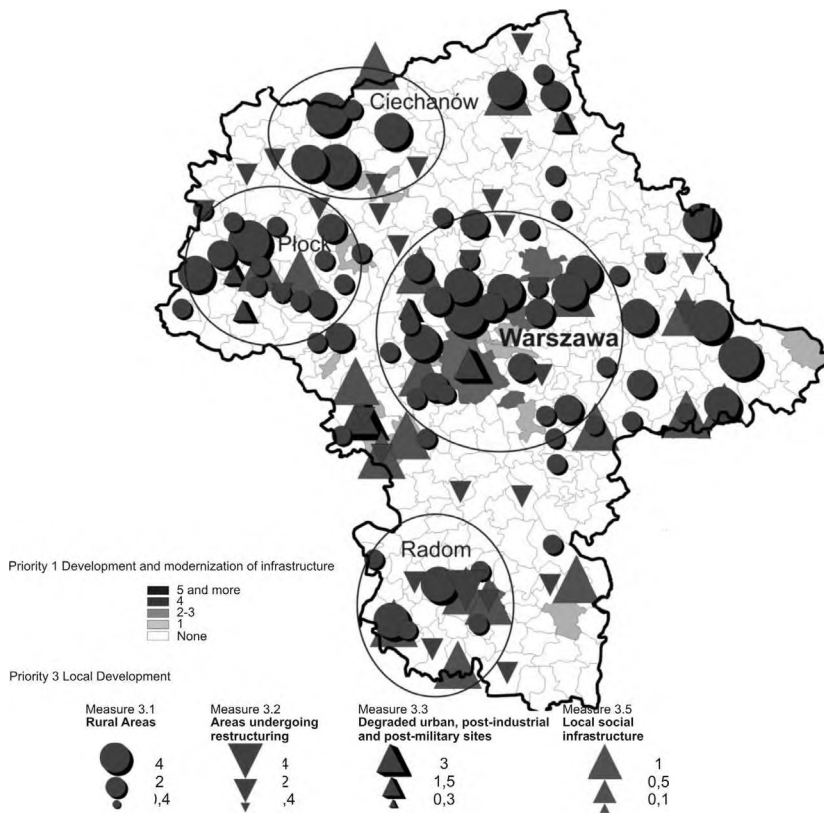 Ciechanów
Płock
Warszawa
Radom
Priority 1 Development and modernization of infrastructure
5 and more
4
2-3
1
None
Priority 3 Local Development
Measure 3.1
Rural Areas
4
2
0,4
Measure 3.2
Areas undergoing
restructuring
4
2
,4
Measure 3.3
Degraded urban, post-industrial
and post-military sites
3
1,5
0,3
Measure 3.5
Local social
infrastructure
1
0,5
0,1